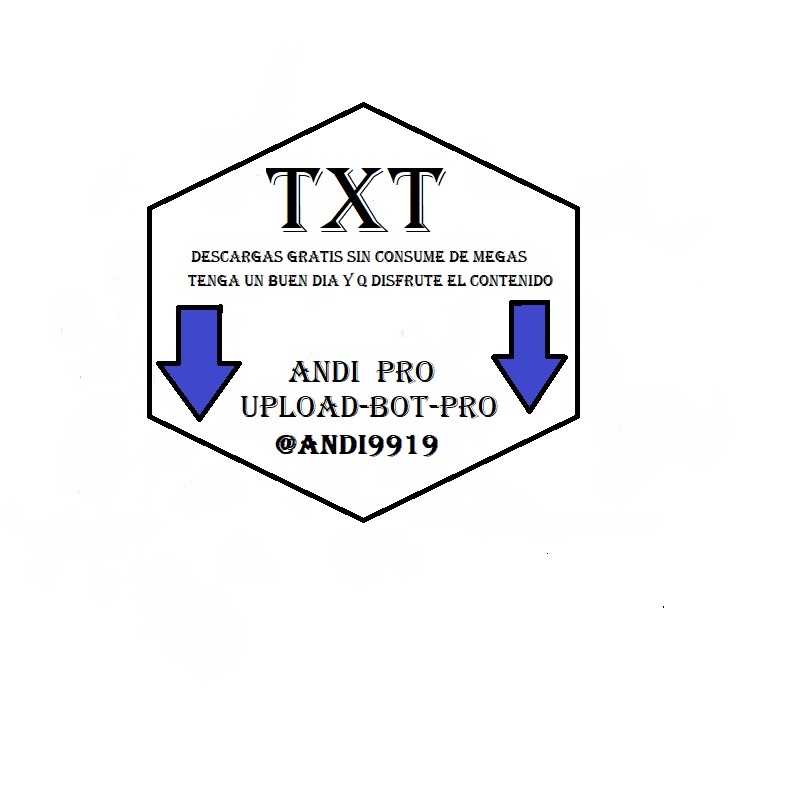 TXT
DESCARGAS GRATIS SIN CONSUME DE MEGAS
TENGA UN BUEN DIA Y Q DISFRUTE EL CONTENIDO
ANDI PRO
UPLOAD-BOT-PRO
@ANDI9919